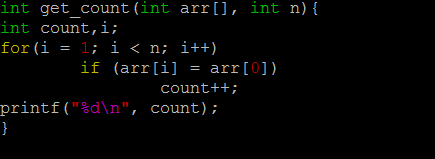 int get_count(int arr[], int n){
int count,i;
for(i = 1; i < n; i++)
        if (arr[i] = arr[0])
                count++;
printf("%d\n", count);
}